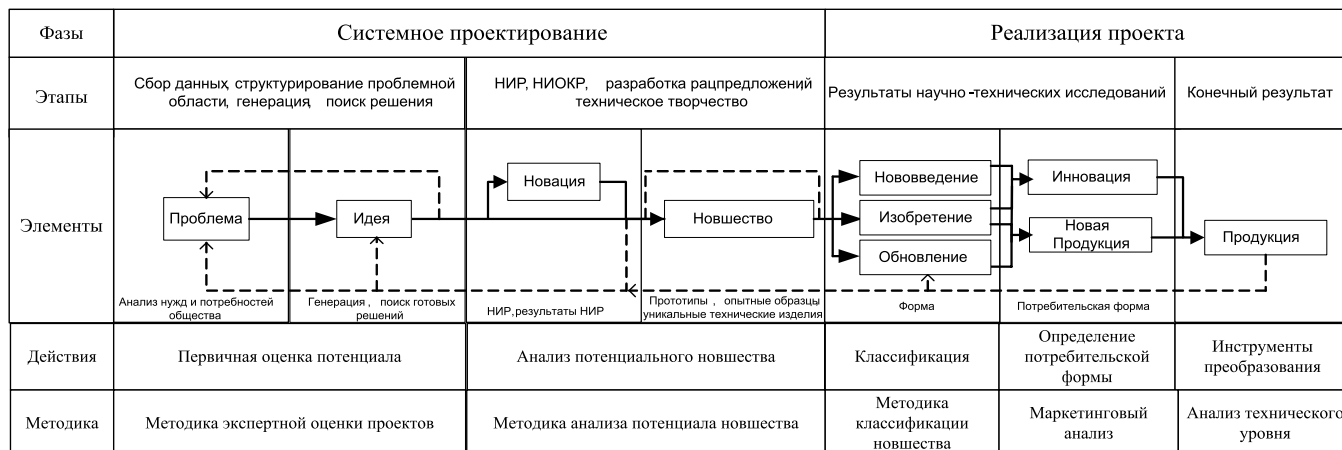 Фазы
Системное проектирование
Реализация проекта
Этапы
Сбор данных, структурирование проблемной
области, генерация, поиск решения
НИР, НИОКР, разработка рацпредложений,
техническое творчество
Результаты научно-технических исследований
Конечный результат
Элементы
Проблема
Идея
Новация
Новшество
Нововведение
Изобретение
Обновление
Инновация
Новая
Продукция
Продукция
Анализ нужд и потребностей
общества
Генерация, поиск готовых
решений
НИР,результаты НИР
Прототипы, опытные образцы
уникальные технические изделия
Форма
Потребительская форма
Действия
Первичная оценка потенциала
Анализ потенциального новшества
Классификация
Определение
потребительской
формы
Инструменты
преобразования
Методика
Методика экспертной оценки проектов
Методика анализа потенциала новшества
Методика
классификации
новшества
Маркетинговый
анализ
Анализ технического
уровня